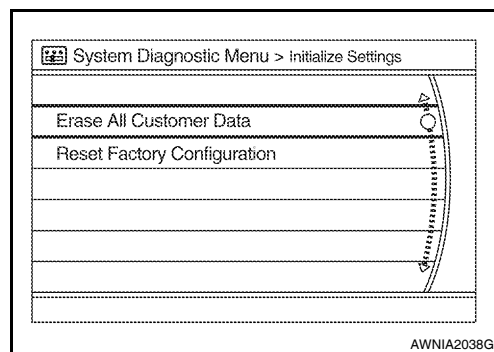 System Diagnostic Menu > Initialize Settings
Erase All Customer Data
Reset Factory Configuration
AWNIA2038G